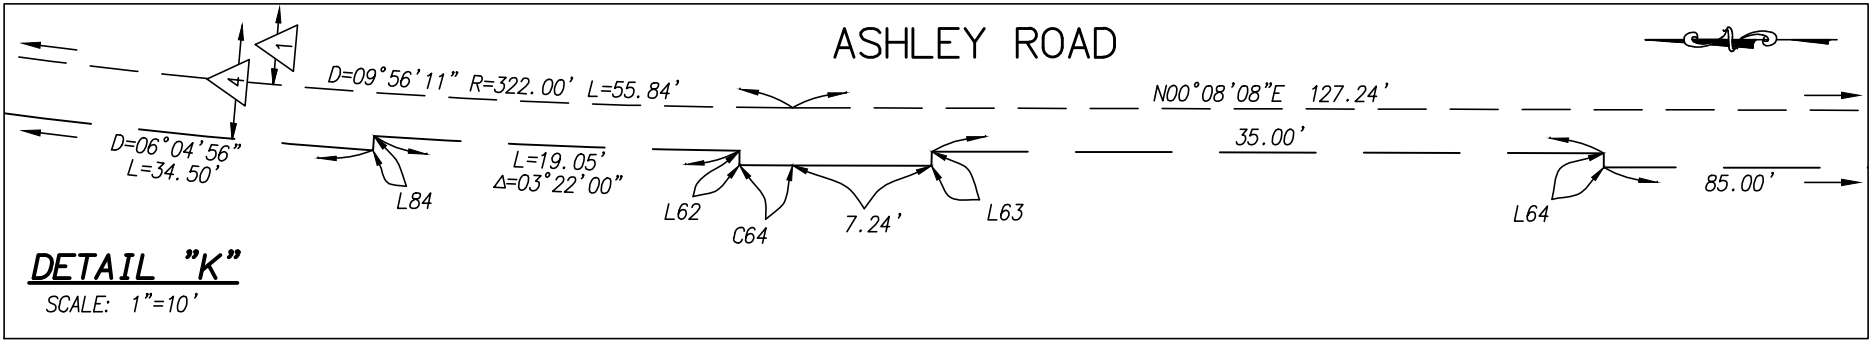 ASHLEY ROAD
1
4
D=09°56'11" R=322.00' L=55.84'
N00°08'08"E 127.24'
D=06°04'56"
L=34.50'
L=19.05'
Δ=03°22'00"
35.00'
85.00'
L84
L62
C64
7.24'
L63
L64
DETAIL "K"
SCALE: 1"=10'